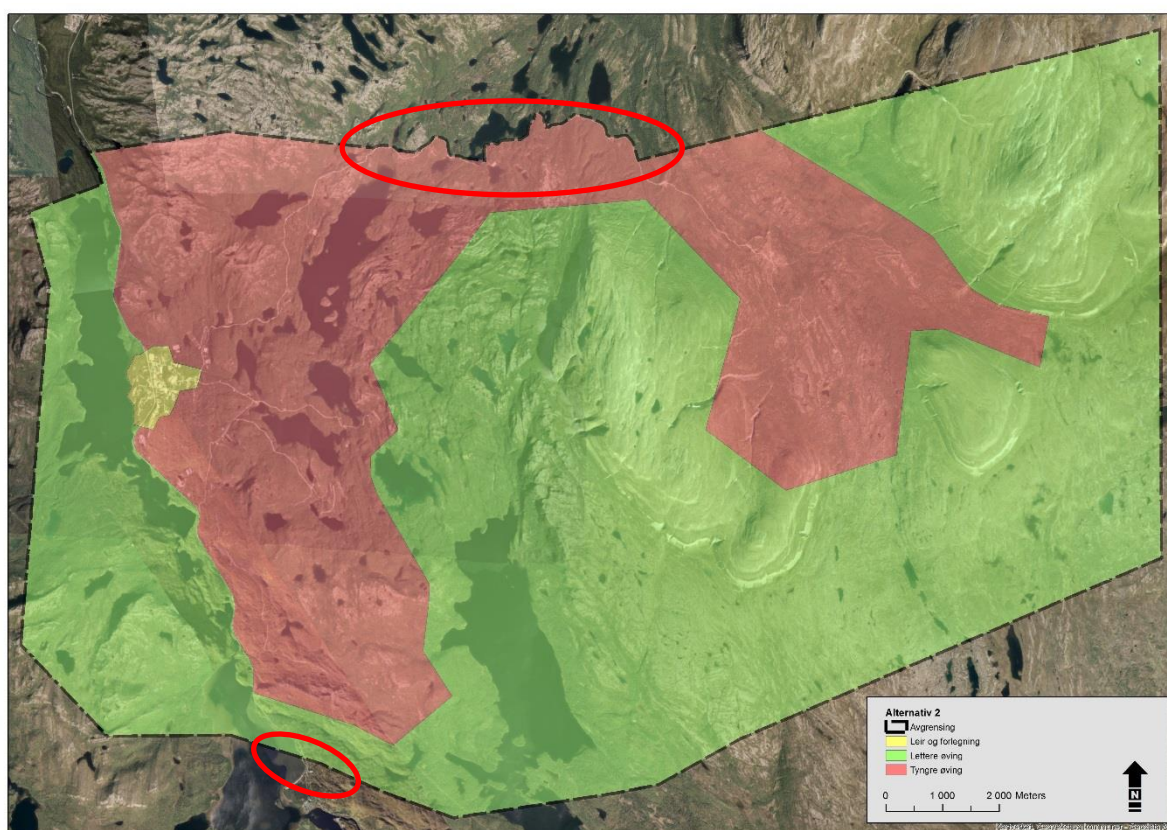 Alternativ 2
Avgrensing
Leir og forlegning
Lettere øving
Tyngre øving
0 1 000 2 000 Meters
N